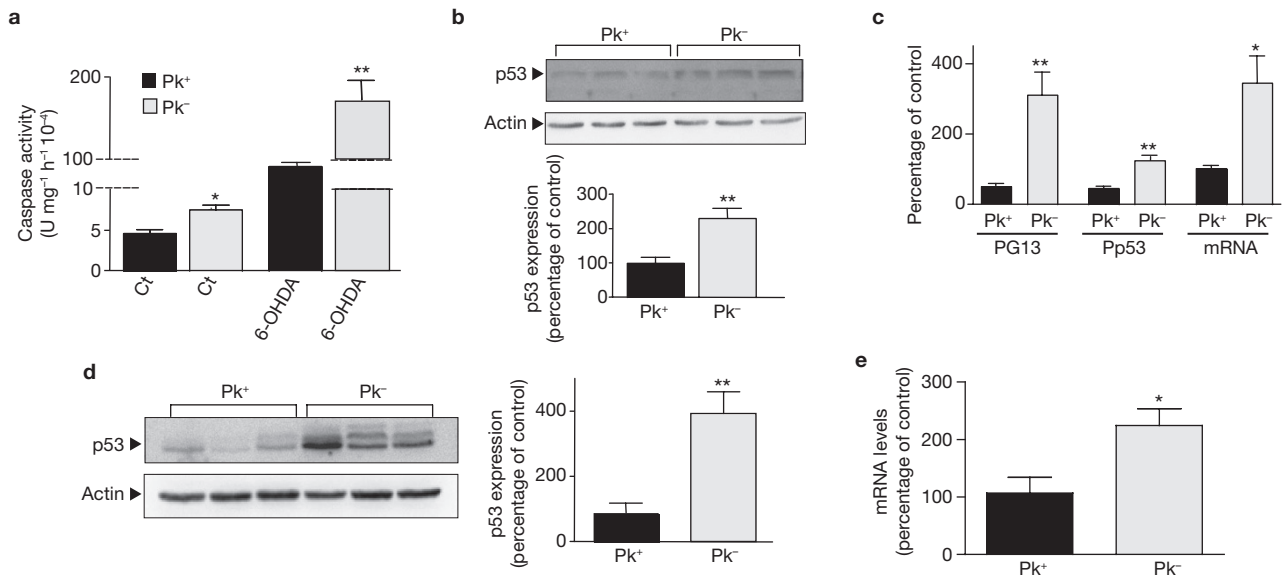 a
Caspase activity
(U mg⁻¹ h⁻¹ 10⁻⁴)
200
100
10
5
0
Pk⁺
Pk⁻
*
**
Ct
Ct
6-OHDA
6-OHDA
b
Pk⁺ Pk⁻
p53
Actin
p53 expression
(percentage of control)
300
200
100
0
**
Pk⁺ Pk⁻
c
Percentage of control
400
200
0
** ** *
Pk⁺ Pk⁻ Pk⁺ Pk⁻ Pk⁺ Pk⁻
PG13 Pp53 mRNA
d
Pk⁺ Pk⁻
p53
Actin
p53 expression
(percentage of control)
400
200
0
**
Pk⁺ Pk⁻
e
mRNA levels
(percentage of control)
300
200
100
0
*
Pk⁺ Pk⁻